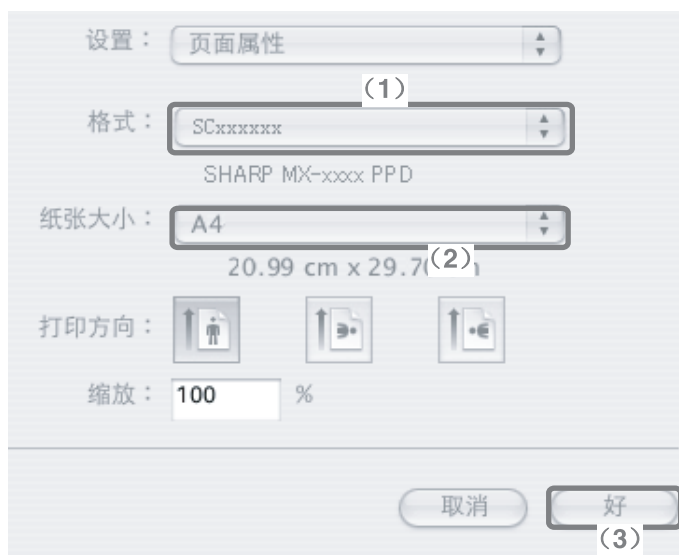 设置： 页面属性
（1）
格式： SCxxxxxx
SHARP MX-xxxx PPD
纸张大小： A4
（2）
20.99 cm x 29.70
打印方向：
缩放： 100 %
取消 好
（3）